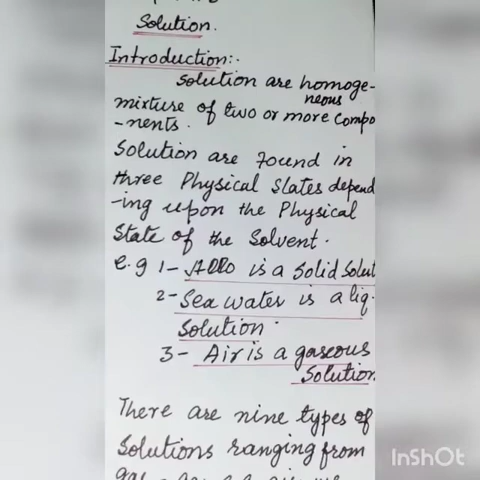 Solution.
Introduction:-
Solution are homoge-
neous
mixture of two or more compo
-nents.
Solution are found in
three Physical States depend
-ing upon the Physical
State of the Solvent.
e.g 1- is a Solid Solut
2- Sea water is a liq.
Solution.
3- Air is a gaseous
Solution.
There are nine types of
Solutions ranging from
InShOt